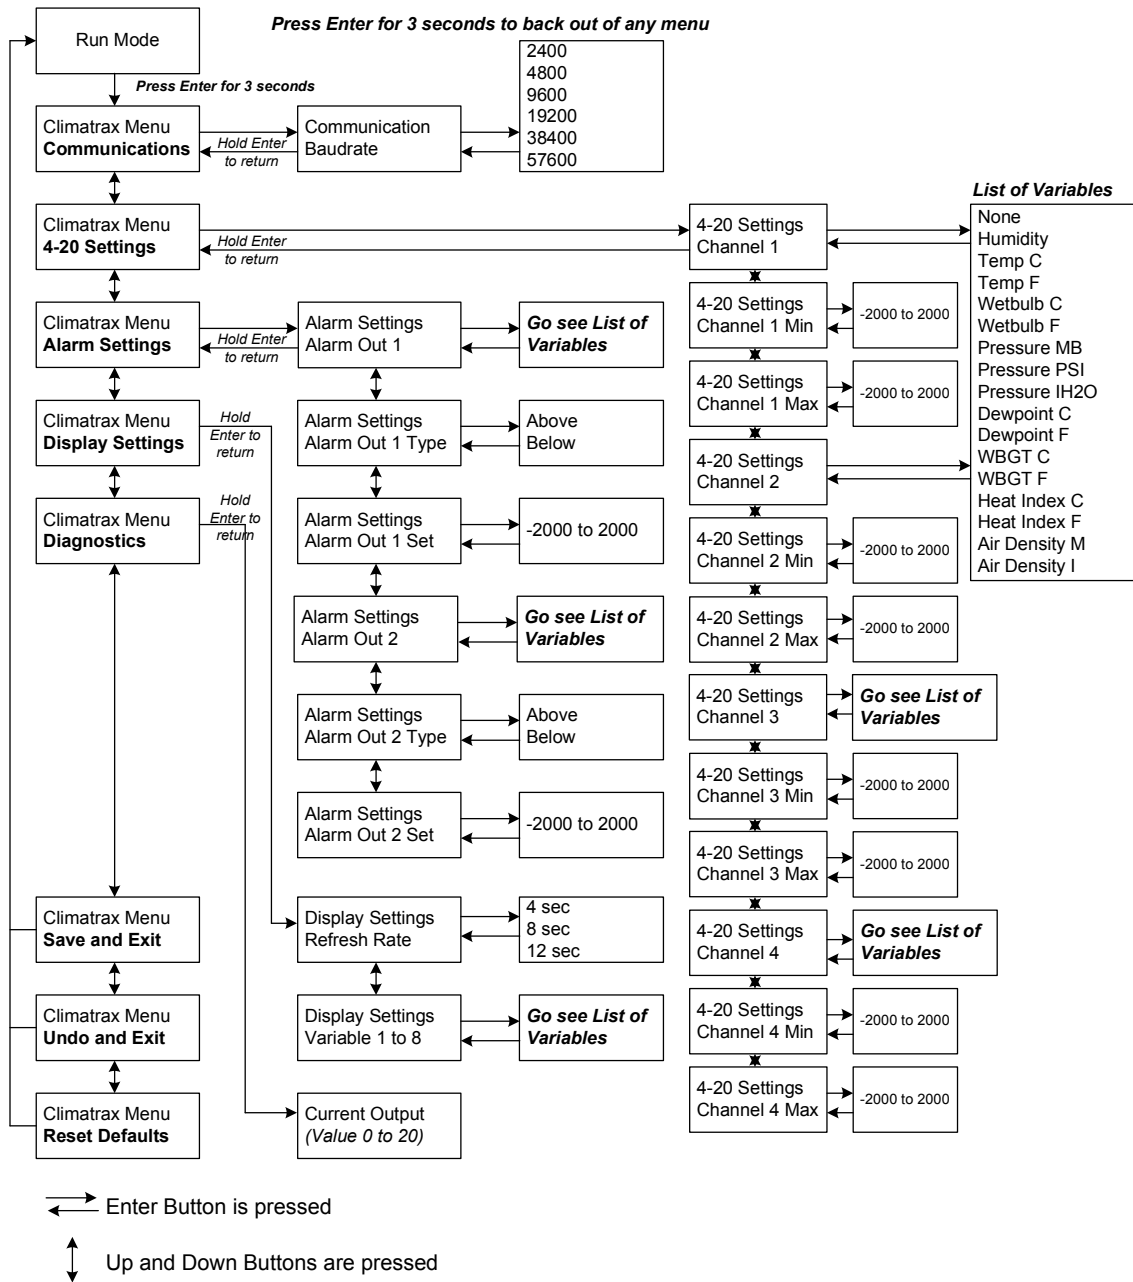 Press Enter for 3 seconds to back out of any menu
Run Mode
Press Enter for 3 seconds
2400
4800
9600
19200
38400
57600
Climatrax Menu
Communications
Hold Enter
to return
Communication
Baudrate
Climatrax Menu
4-20 Settings
Hold Enter
to return
Climatrax Menu
Alarm Settings
Hold Enter
to return
Climatrax Menu
Display Settings
Hold
Enter to
return
Climatrax Menu
Diagnostics
Hold
Enter to
return
Climatrax Menu
Save and Exit
Climatrax Menu
Undo and Exit
Climatrax Menu
Reset Defaults
Alarm Settings
Alarm Out 1
Go see List of
Variables
Alarm Settings
Alarm Out 1 Type
Above
Below
Alarm Settings
Alarm Out 1 Set
-2000 to 2000
Alarm Settings
Alarm Out 2
Go see List of
Variables
Alarm Settings
Alarm Out 2 Type
Above
Below
Alarm Settings
Alarm Out 2 Set
-2000 to 2000
Display Settings
Refresh Rate
4 sec
8 sec
12 sec
Display Settings
Variable 1 to 8
Go see List of
Variables
Current Output
(Value 0 to 20)
4-20 Settings
Channel 1
4-20 Settings
Channel 1 Min
-2000 to 2000
4-20 Settings
Channel 1 Max
-2000 to 2000
4-20 Settings
Channel 2
4-20 Settings
Channel 2 Min
-2000 to 2000
4-20 Settings
Channel 2 Max
-2000 to 2000
4-20 Settings
Channel 3
Go see List of
Variables
4-20 Settings
Channel 3 Min
-2000 to 2000
4-20 Settings
Channel 3 Max
-2000 to 2000
4-20 Settings
Channel 4
Go see List of
Variables
4-20 Settings
Channel 4 Min
-2000 to 2000
4-20 Settings
Channel 4 Max
-2000 to 2000
List of Variables
None
Humidity
Temp C
Temp F
Wetbulb C
Wetbulb F
Pressure MB
Pressure PSI
Pressure IH2O
Dewpoint C
Dewpoint F
WBGT C
WBGT F
Heat Index C
Heat Index F
Air Density M
Air Density I
Enter Button is pressed
Up and Down Buttons are pressed